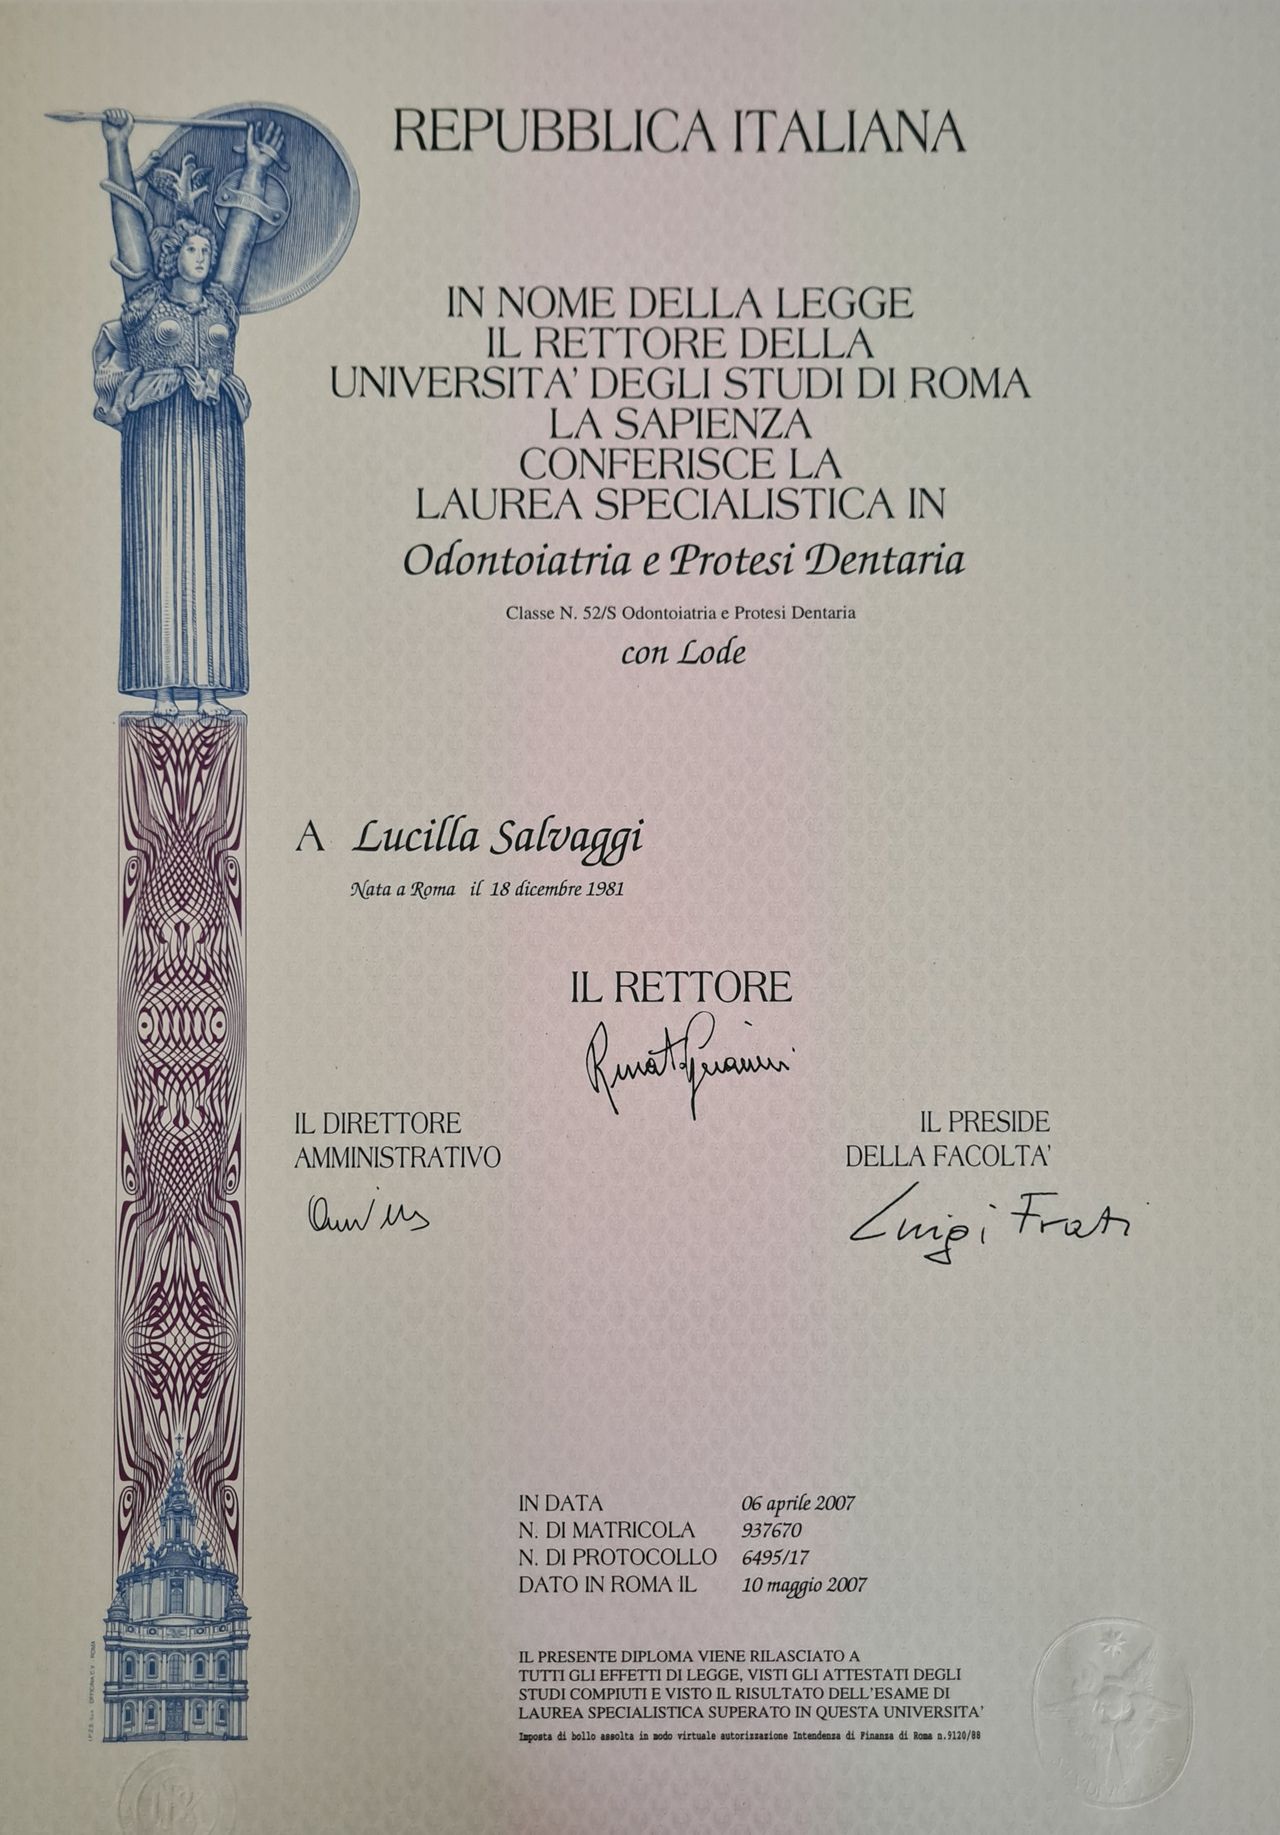 REPUBBLICA ITALIANA
IN NOME DELLA LEGGE
IL RETTORE DELLA
UNIVERSITA' DEGLI STUDI DI ROMA
LA SAPIENZA
CONFERISCE LA
LAUREA SPECIALISTICA IN
Odontoiatria e Protesi Dentaria
Classe N. 52/S Odontoiatria e Protesi Dentaria
con Lode
A Lucilla Salvaggi
Nata a Roma il 18 dicembre 1981
IL RETTORE
IL DIRETTORE
AMMINISTRATIVO
IL PRESIDE
DELLA FACOLTA'
Luigi Frati
IN DATA 06 aprile 2007
N. DI MATRICOLA 937670
N. DI PROTOCOLLO 6495/17
DATO IN ROMA IL 10 maggio 2007
IL PRESENTE DIPLOMA VIENE RILASCIATO A
TUTTI GLI EFFETTI DI LEGGE, VISTI GLI ATTESTATI DEGLI
STUDI COMPIUTI E VISTO IL RISULTATO DELL'ESAME DI
LAUREA SPECIALISTICA SUPERATO IN QUESTA UNIVERSITA'
Imposta di bollo assolta in modo virtuale autorizzazione Intendenza di Finanza di Roma n.9120/88